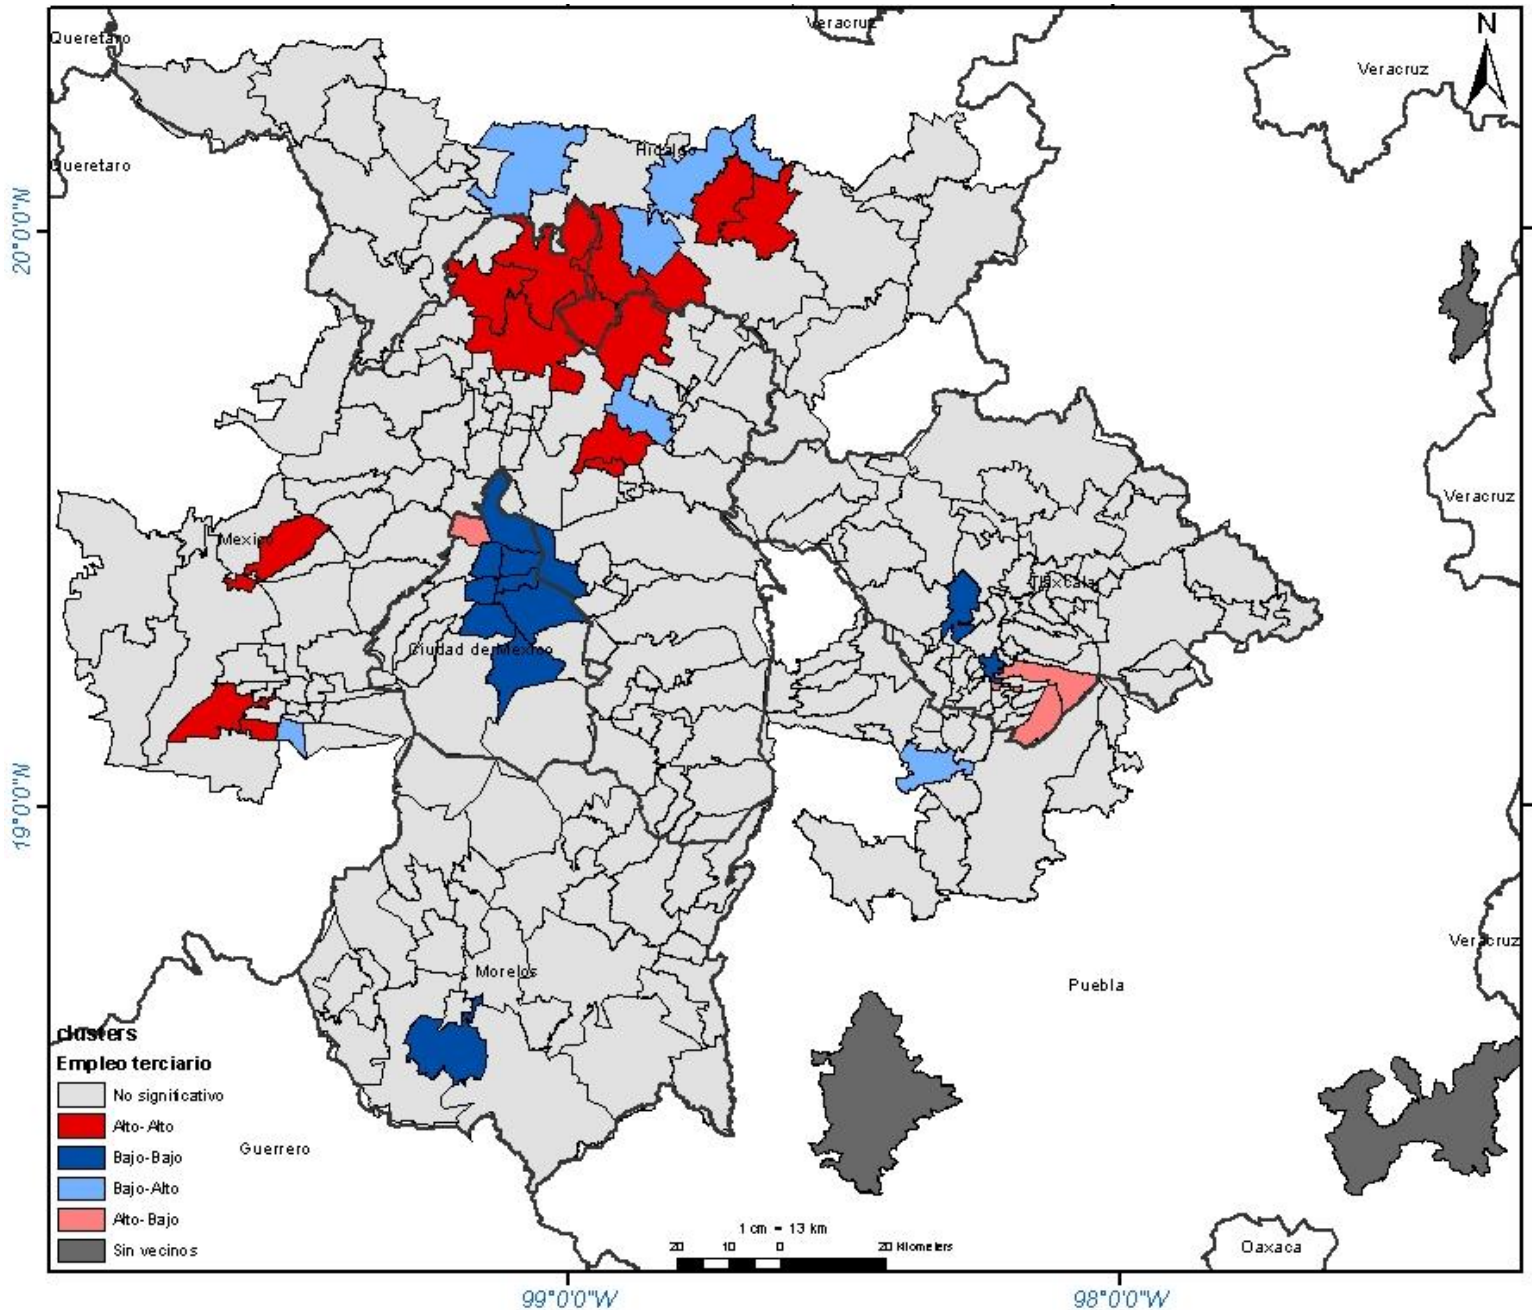 Veracruz
N
Queretaro
Veracruz
Hidalgo
Queretaro
20°0'0"N
Veracruz
Mexico
Tlaxcala
Ciudad de Mexico
19°0'0"N
Veracruz
Morelos
Puebla
clusters
Empleo terciario
No significativo
Alto-Alto
Bajo-Bajo
Bajo-Alto
Alto-Bajo
Sin vecinos
Guerrero
1 cm = 13 km
20 10 0 20 Kilometers
Oaxaca
99°0'0"W
98°0'0"W